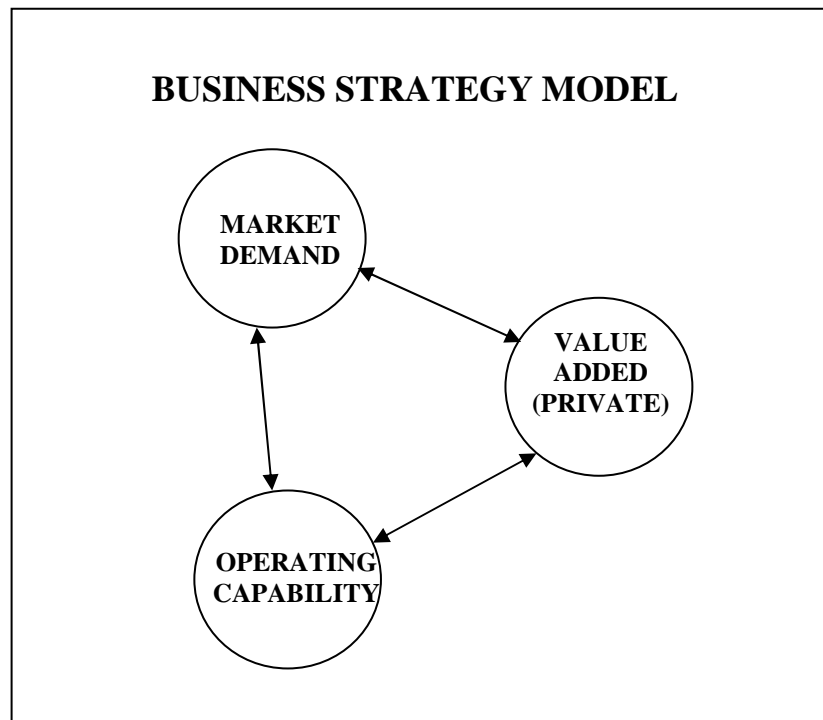 BUSINESS STRATEGY MODEL
MARKET
DEMAND
VALUE
ADDED
(PRIVATE)
OPERATING
CAPABILITY